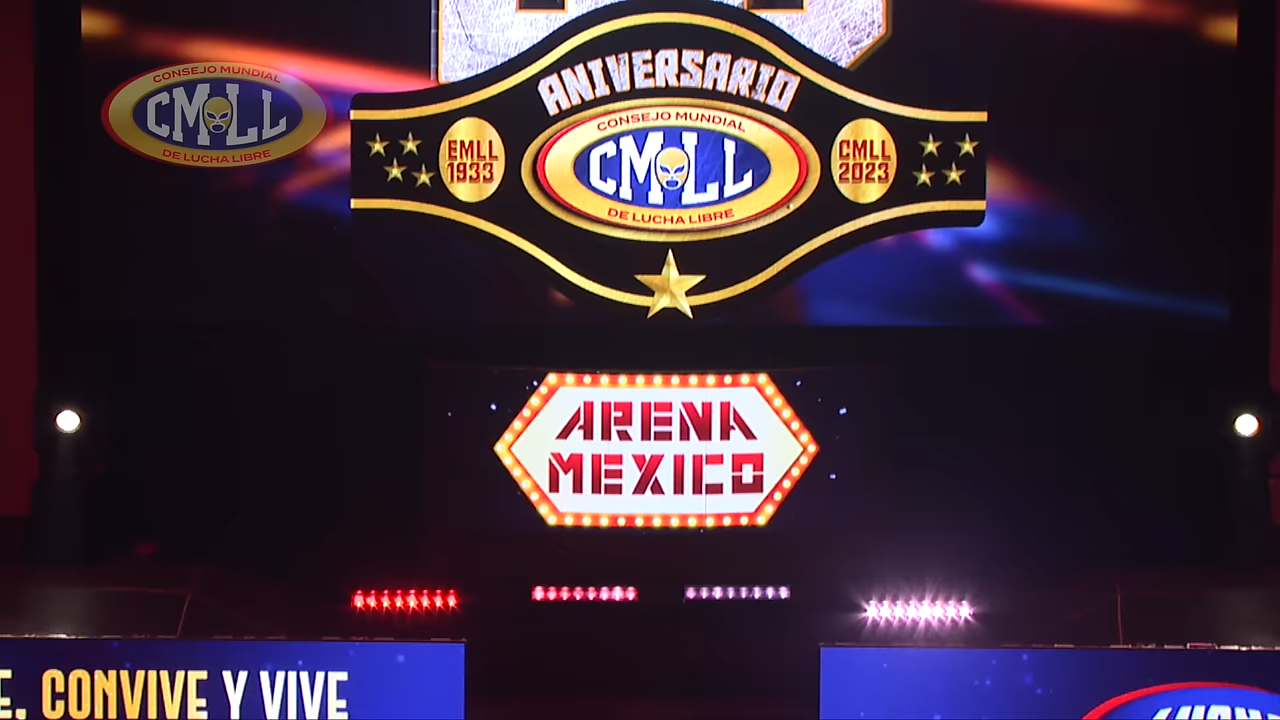 ANIVERSARIO
CONSEJO MUNDIAL
CMLL
DE LUCHA LIBRE
CONSEJO MUNDIAL
CMLL
DE LUCHA LIBRE
EMLL
1933
CMLL
2023
ARENA
MEXICO
E, CONVIVE Y VIVE